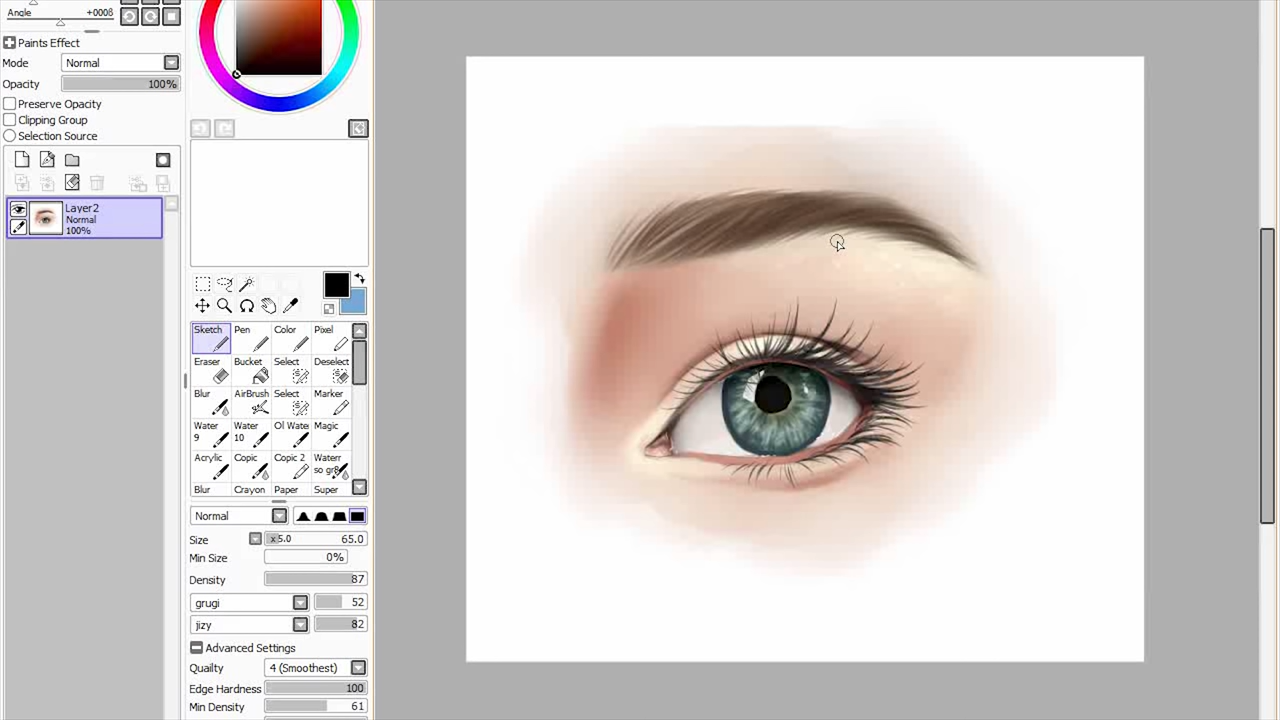 Angle +0008
Paints Effect
Mode Normal
Opacity 100%
Preserve Opacity
Clipping Group
Selection Source
Layer2
Normal
100%
Sketch Pen Color Pixel
Eraser Bucket Select Deselect
Blur AirBrush Select Marker
Water 9 Water 10 Ol Wate Magic
Acrylic Copic Copic 2 Waterr
Blur Crayon Paper Super
Normal
Size x5.0 65.0
Min Size 0%
Density 87
grugi 52
jizy 82
Advanced Settings
Quailty 4 (Smoothest)
Edge Hardness 100
Min Density 61